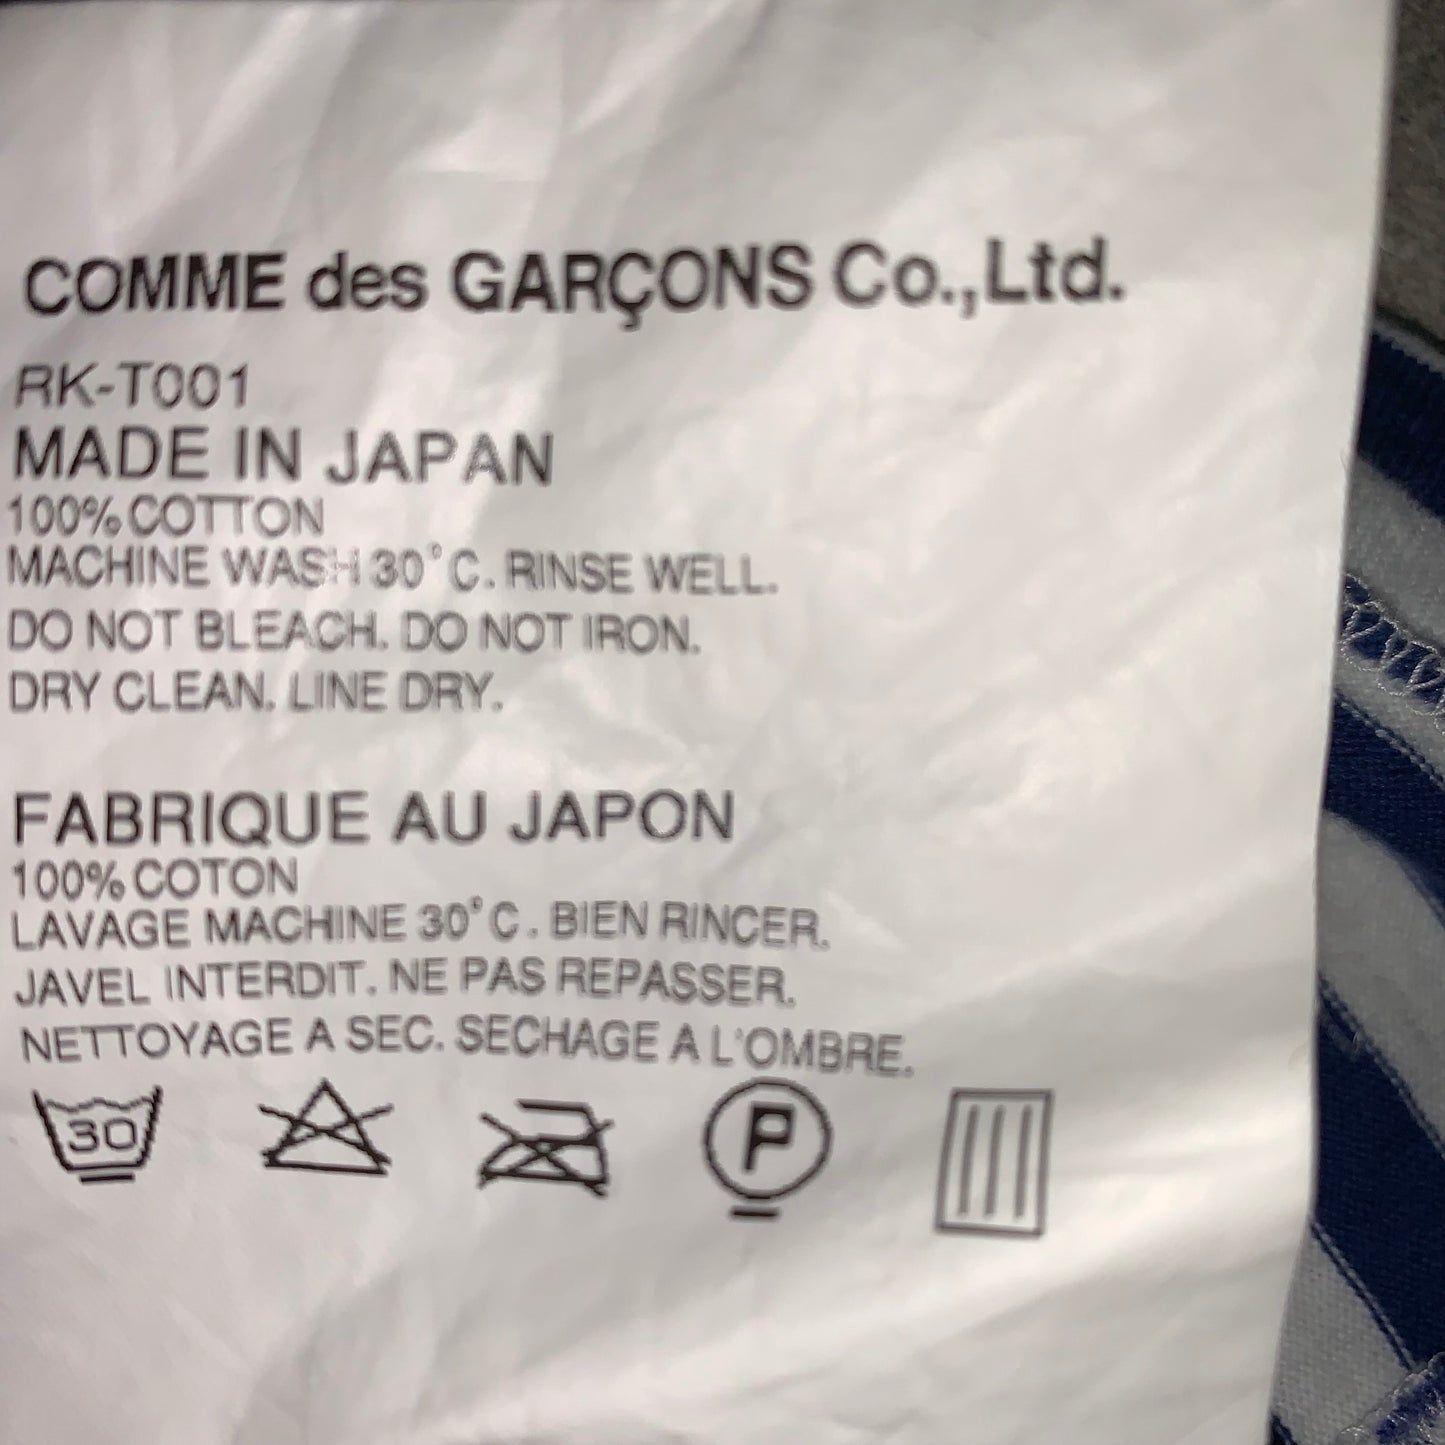 COMME des GARÇONS Co.,Ltd.
RK-T001
MADE IN JAPAN
100% COTTON
MACHINE WASH 30°C. RINSE WELL.
DO NOT BLEACH. DO NOT IRON.
DRY CLEAN. LINE DRY.
FABRIQUE AU JAPON
100% COTON
LAVAGE MACHINE 30°C. BIEN RINCER.
JAVEL INTERDIT. NE PAS REPASSER.
NETTOYAGE A SEC. SECHAGE A L'OMBRE.
30 P